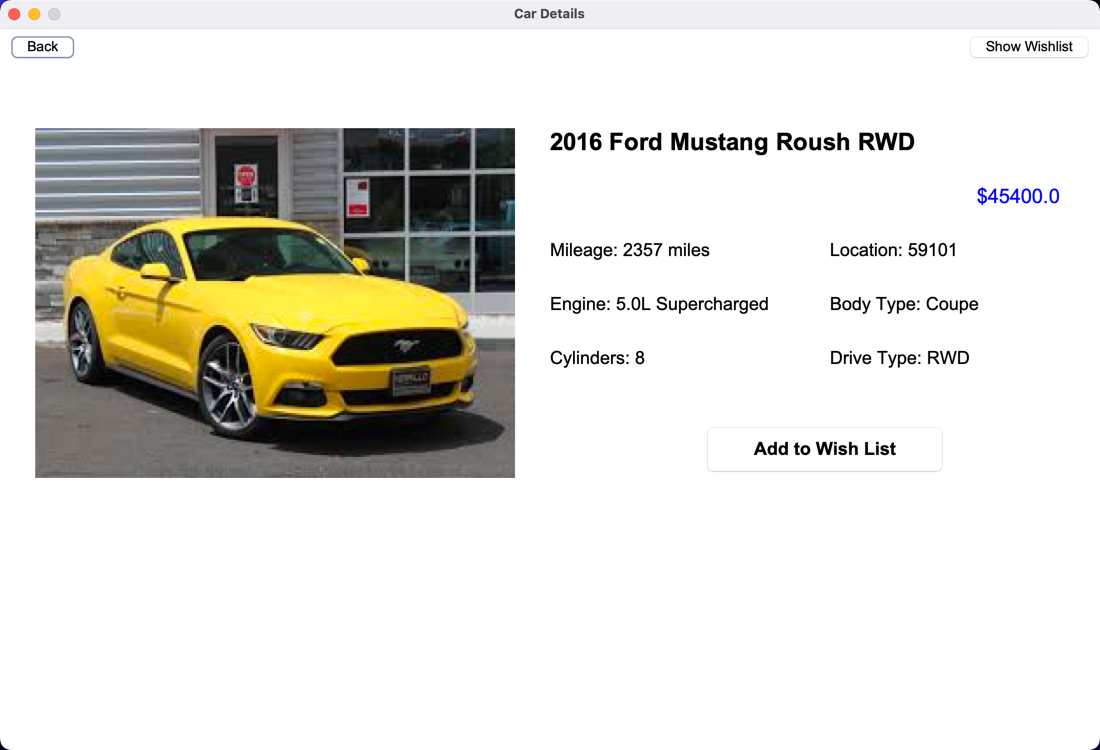 Car Details
Back
Show Wishlist
2016 Ford Mustang Roush RWD
$45400.0
Mileage: 2357 miles
Location: 59101
Engine: 5.0L Supercharged
Body Type: Coupe
Cylinders: 8
Drive Type: RWD
Add to Wish List